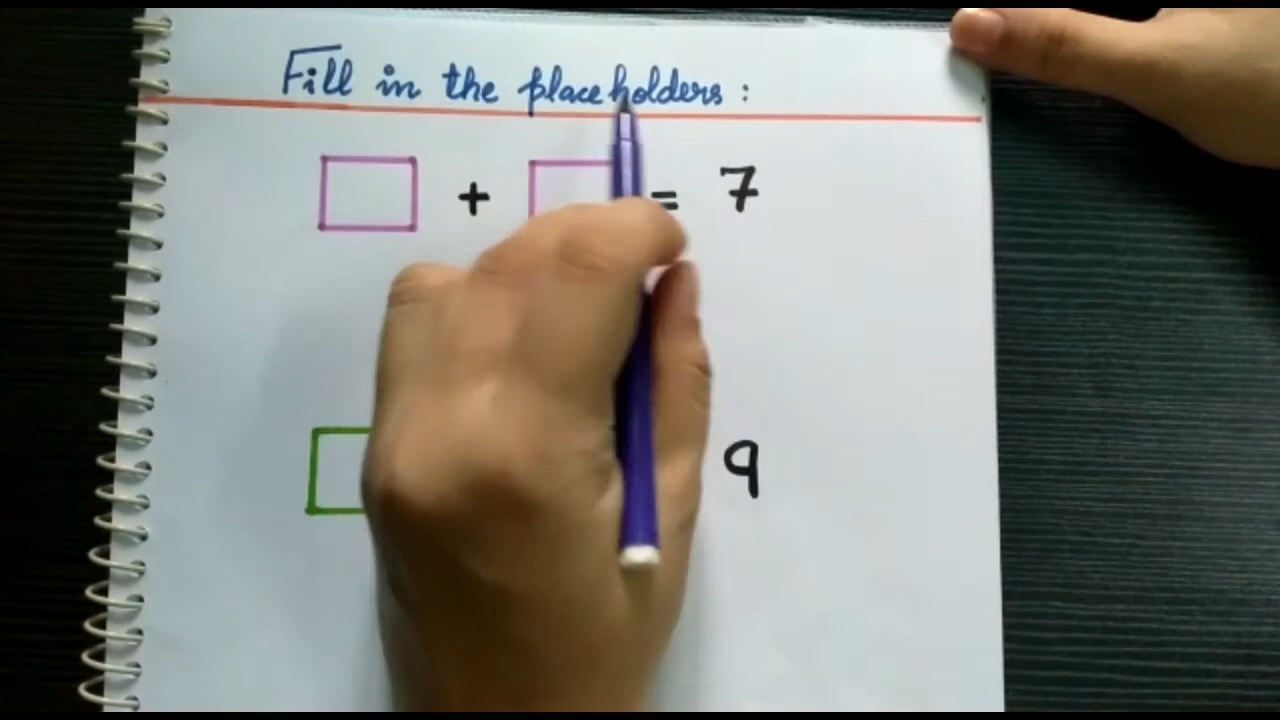 Fill in the placeholders :
+ = 7
9